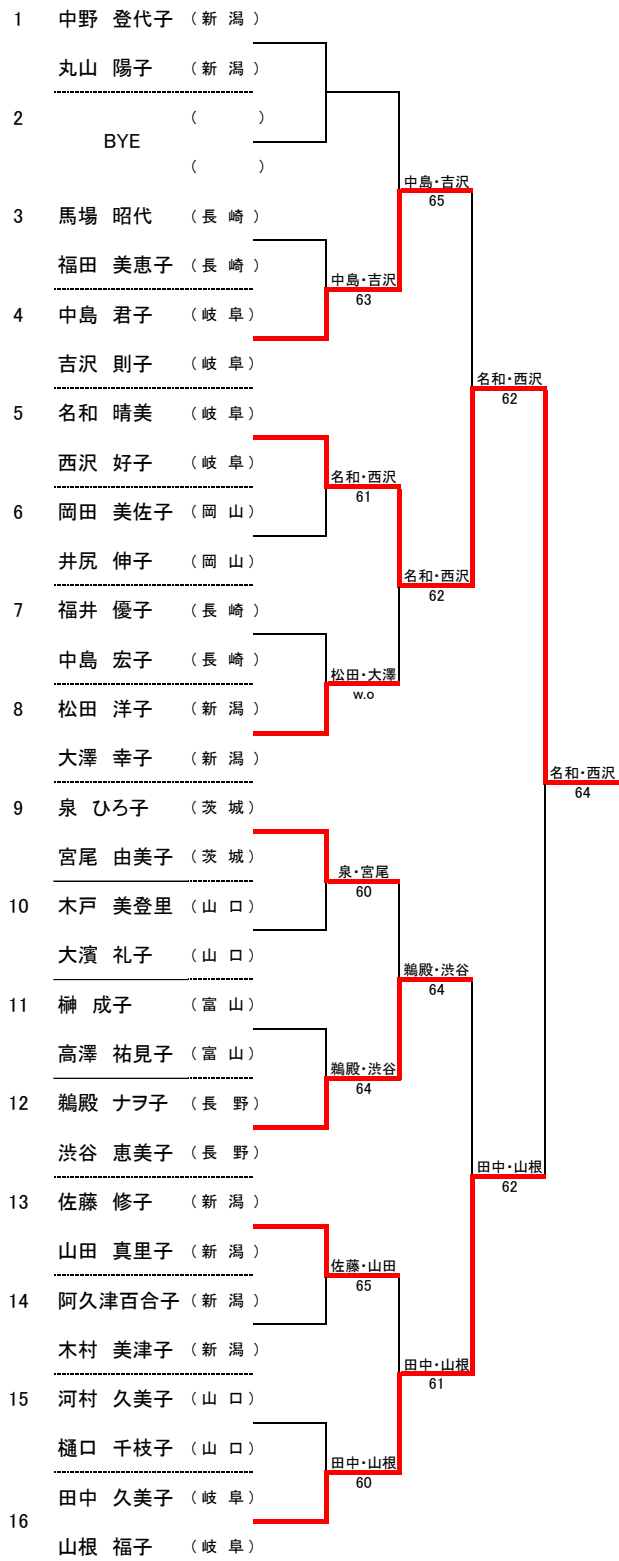 1 中野 登代子 （ 新 潟 ）
丸山 陽子 （ 新 潟 ）
2 （ ）
BYE
（ ）
中島・吉沢
65
3 馬場 昭代 （ 長 崎 ）
福田 美恵子 （ 長 崎 ）
中島・吉沢
63
4 中島 君子 （ 岐 阜 ）
吉沢 則子 （ 岐 阜 ）
名和・西沢
62
5 名和 晴美 （ 岐 阜 ）
西沢 好子 （ 岐 阜 ）
名和・西沢
61
6 岡田 美佐子 （ 岡 山 ）
井尻 伸子 （ 岡 山 ）
名和・西沢
62
7 福井 優子 （ 長 崎 ）
中島 宏子 （ 長 崎 ）
松田・大澤
w.o
8 松田 洋子 （ 新 潟 ）
大澤 幸子 （ 新 潟 ）
名和・西沢
64
9 泉 ひろ子 （ 茨 城 ）
宮尾 由美子 （ 茨 城 ）
泉・宮尾
60
10 木戸 美登里 （ 山 口 ）
大濱 礼子 （ 山 口 ）
鵜殿・渋谷
64
11 榊 成子 （ 富 山 ）
高澤 祐見子 （ 富 山 ）
鵜殿・渋谷
64
12 鵜殿 ナヲ子 （ 長 野 ）
渋谷 恵美子 （ 長 野 ）
田中・山根
62
13 佐藤 修子 （ 新 潟 ）
山田 真里子 （ 新 潟 ）
佐藤・山田
65
14 阿久津百合子 （ 新 潟 ）
木村 美津子 （ 新 潟 ）
田中・山根
61
15 河村 久美子 （ 山 口 ）
樋口 千枝子 （ 山 口 ）
田中・山根
60
16 田中 久美子 （ 岐 阜 ）
山根 福子 （ 岐 阜 ）